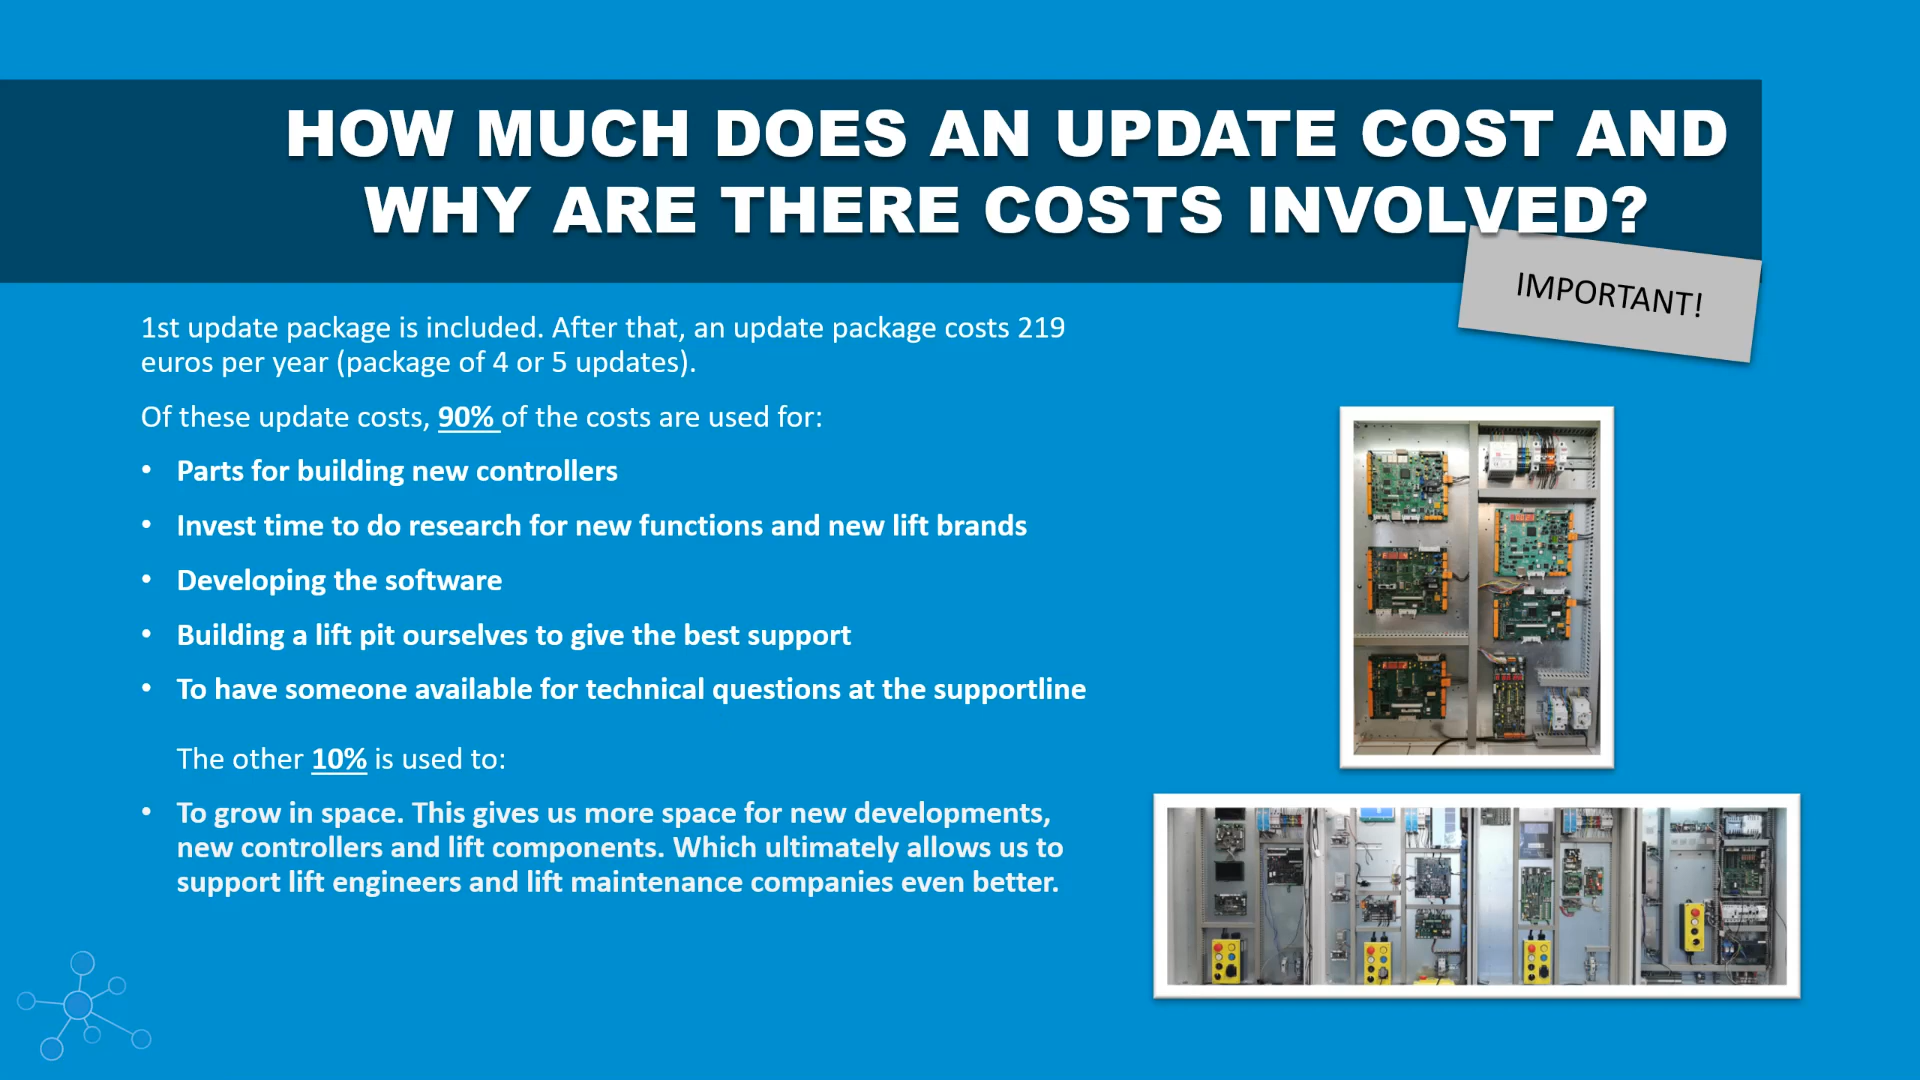 HOW MUCH DOES AN UPDATE COST AND
WHY ARE THERE COSTS INVOLVED?
IMPORTANT!
1st update package is included. After that, an update package costs 219
euros per year (package of 4 or 5 updates).
Of these update costs, 90% of the costs are used for:
• Parts for building new controllers
• Invest time to do research for new functions and new lift brands
• Developing the software
• Building a lift pit ourselves to give the best support
• To have someone available for technical questions at the supportline
The other 10% is used to:
• To grow in space. This gives us more space for new developments,
new controllers and lift components. Which ultimately allows us to
support lift engineers and lift maintenance companies even better.